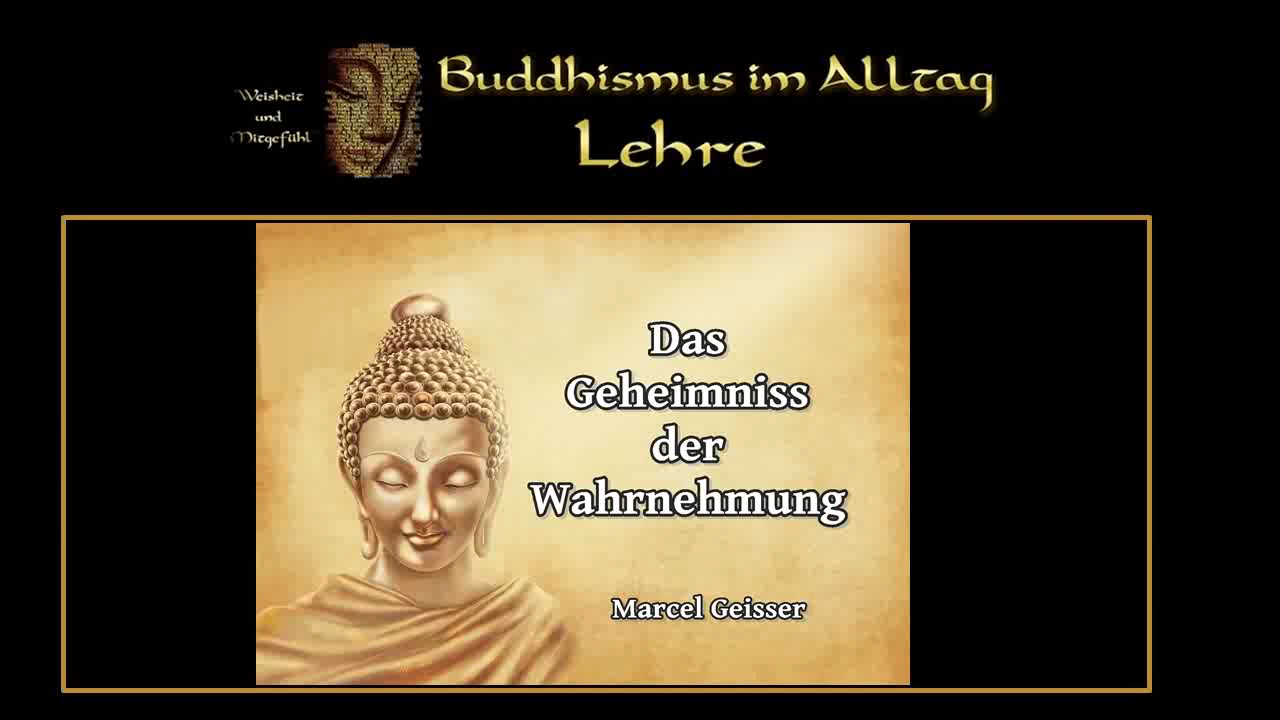 Weisheit
und
Mitgefühl
Buddhismus im Alltag
Lehre
Das
Geheimniss
der
Wahrnehmung
Marcel Geisser